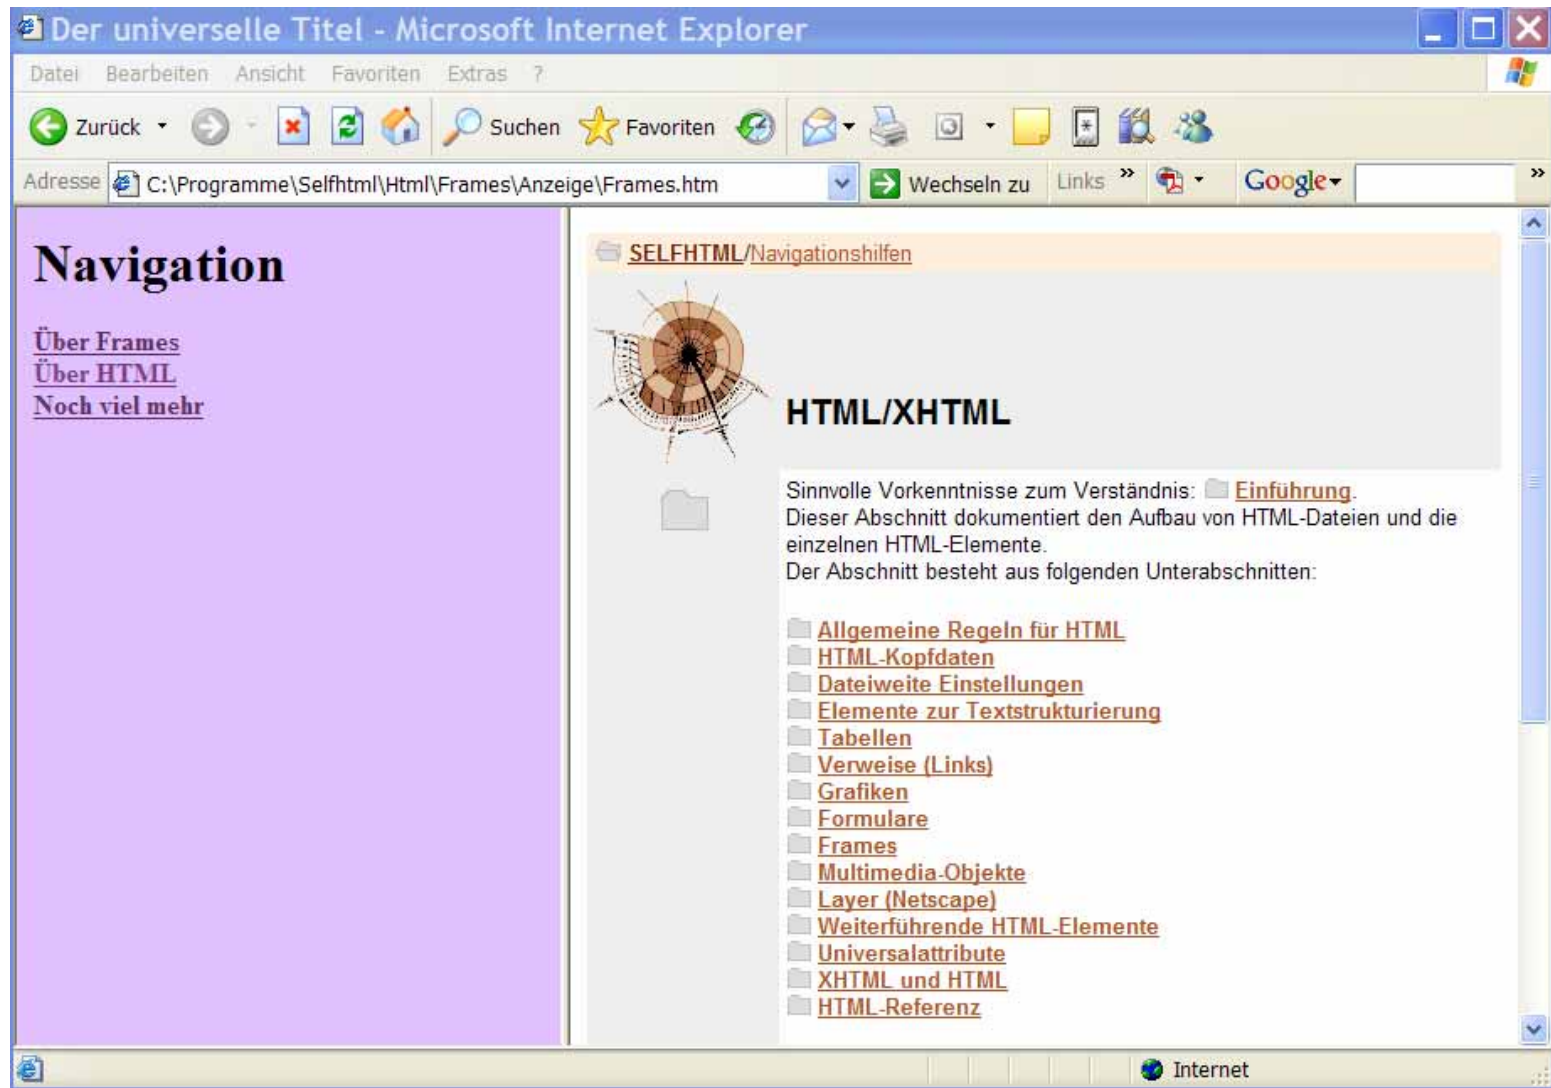 Der universelle Titel - Microsoft Internet Explorer
Datei Bearbeiten Ansicht Favoriten Extras ?
Zurück Suchen Favoriten
Adresse C:\Programme\Selfhtml\Html\Frames\Anzeige\Frames.htm Wechseln zu Links » Google »
Navigation
Über Frames
Über HTML
Noch viel mehr
SELFHTML/Navigationshilfen
HTML/XHTML
Sinnvolle Vorkenntnisse zum Verständnis: Einführung.
Dieser Abschnitt dokumentiert den Aufbau von HTML-Dateien und die
einzelnen HTML-Elemente.
Der Abschnitt besteht aus folgenden Unterabschnitten:
Allgemeine Regeln für HTML
HTML-Kopfdaten
Dateiweite Einstellungen
Elemente zur Textstrukturierung
Tabellen
Verweise (Links)
Grafiken
Formulare
Frames
Multimedia-Objekte
Layer (Netscape)
Weiterführende HTML-Elemente
Universalattribute
XHTML und HTML
HTML-Referenz
Internet